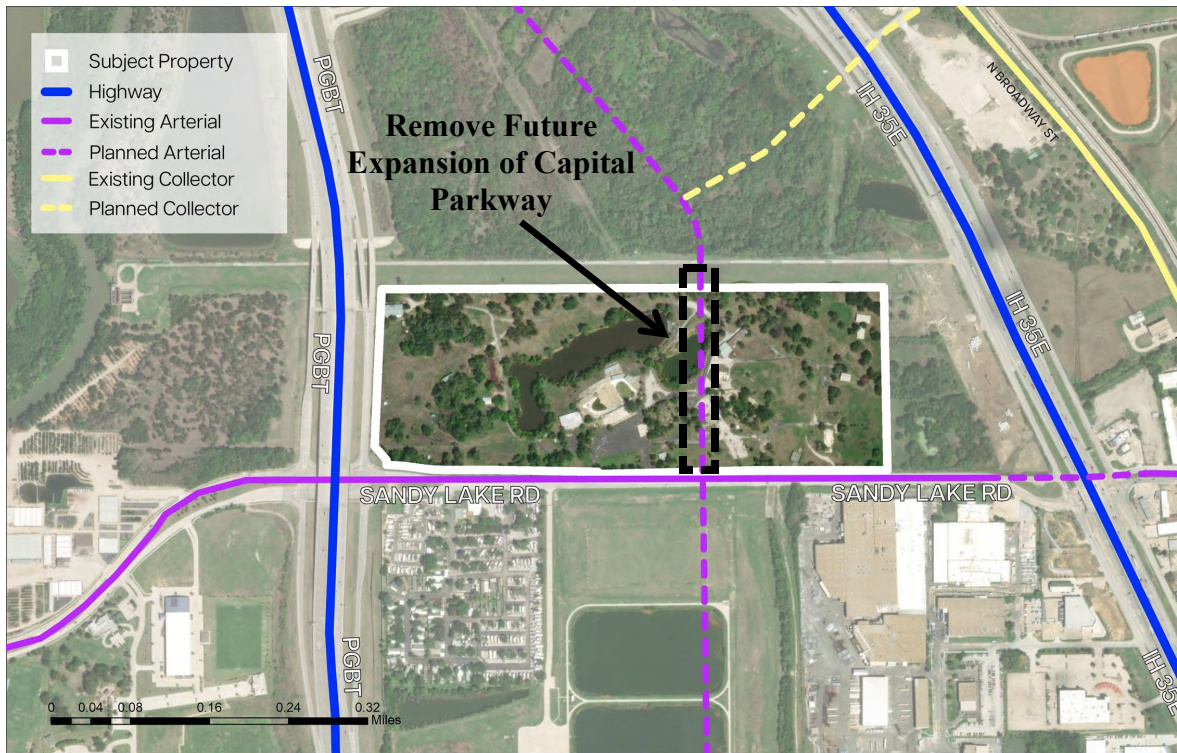 Subject Property
Highway
Existing Arterial
Planned Arterial
Existing Collector
Planned Collector
PGBT
Remove Future
Expansion of Capital
Parkway
IH 35E
N BROADWAY ST
PGBT
IH 35E
SANDY LAKE RD
SANDY LAKE RD
PGBT
IH 35E
0 0.04 0.08 0.16 0.24 0.32
Miles